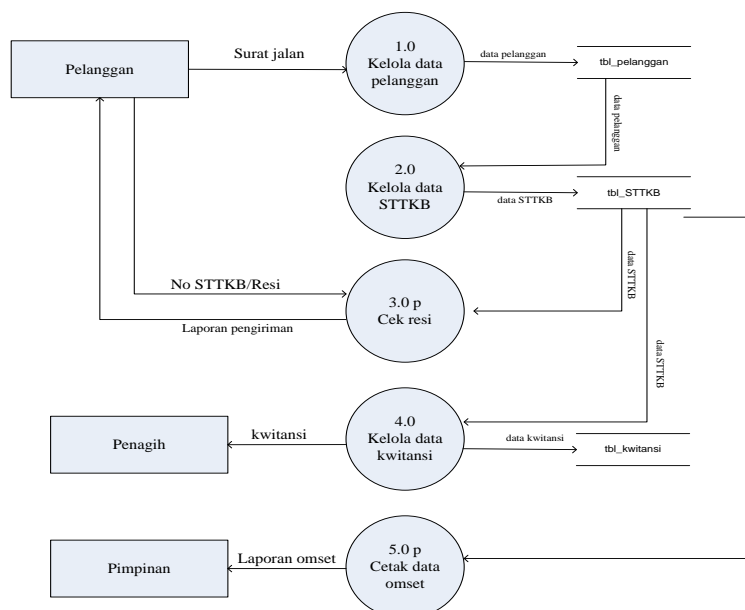 Pelanggan
Surat jalan
1.0
Kelola data
pelanggan
data pelanggan
tbl_pelanggan
data pelanggan
2.0
Kelola data
STTKB
data STTKB
tbl_STTKB
data STTKB
data STTKB
No STTKB/Resi
Laporan pengiriman
3.0 p
Cek resi
Penagih
kwitansi
4.0
Kelola data
kwitansi
data kwitansi
tbl_kwitansi
Pimpinan
Laporan omset
5.0 p
Cetak data
omset